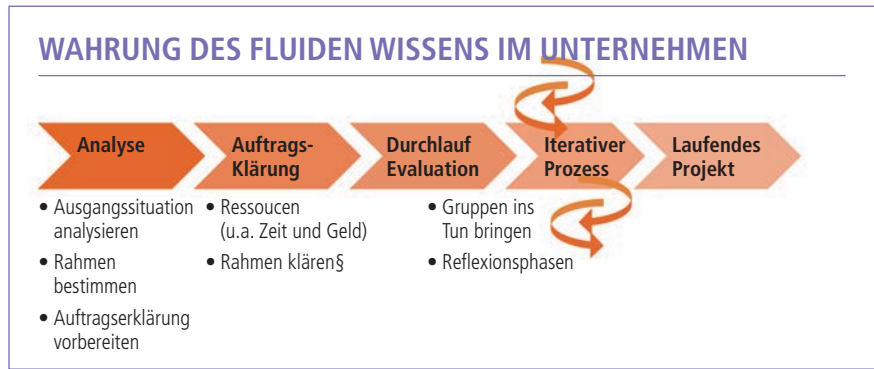 WAHRUNG DES FLUIDEN WISSENS IM UNTERNEHMEN
Analyse
Auftrags-
Klärung
Durchlauf
Evaluation
Iterativer
Prozess
Laufendes
Projekt
• Ausgangssituation
analysieren
• Rahmen
bestimmen
• Auftragserklärung
vorbereiten
• Ressoucen
(u.a. Zeit und Geld)
• Rahmen klären§
• Gruppen ins
Tun bringen
• Reflexionsphasen